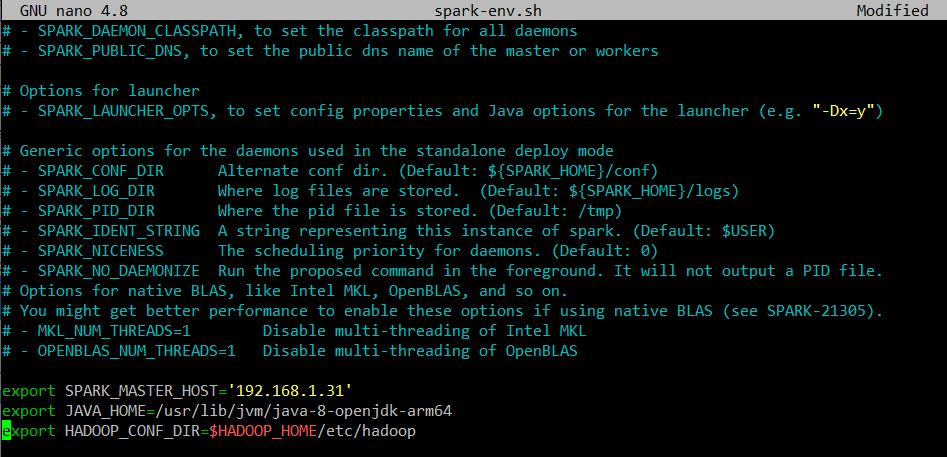 GNU nano 4.8 spark-env.sh Modified
# - SPARK_DAEMON_CLASSPATH, to set the classpath for all daemons
# - SPARK_PUBLIC_DNS, to set the public dns name of the master or workers
# Options for launcher
# - SPARK_LAUNCHER_OPTS, to set config properties and Java options for the launcher (e.g. "-Dx=y")
# Generic options for the daemons used in the standalone deploy mode
# - SPARK_CONF_DIR Alternate conf dir. (Default: ${SPARK_HOME}/conf)
# - SPARK_LOG_DIR Where log files are stored. (Default: ${SPARK_HOME}/logs)
# - SPARK_PID_DIR Where the pid file is stored. (Default: /tmp)
# - SPARK_IDENT_STRING A string representing this instance of spark. (Default: $USER)
# - SPARK_NICENESS The scheduling priority for daemons. (Default: 0)
# - SPARK_NO_DAEMONIZE Run the proposed command in the foreground. It will not output a PID file.
# Options for native BLAS, like Intel MKL, OpenBLAS, and so on.
# You might get better performance to enable these options if using native BLAS (see SPARK-21305).
# - MKL_NUM_THREADS=1 Disable multi-threading of Intel MKL
# - OPENBLAS_NUM_THREADS=1 Disable multi-threading of OpenBLAS
export SPARK_MASTER_HOST='192.168.1.31'
export JAVA_HOME=/usr/lib/jvm/java-8-openjdk-arm64
export HADOOP_CONF_DIR=$HADOOP_HOME/etc/hadoop